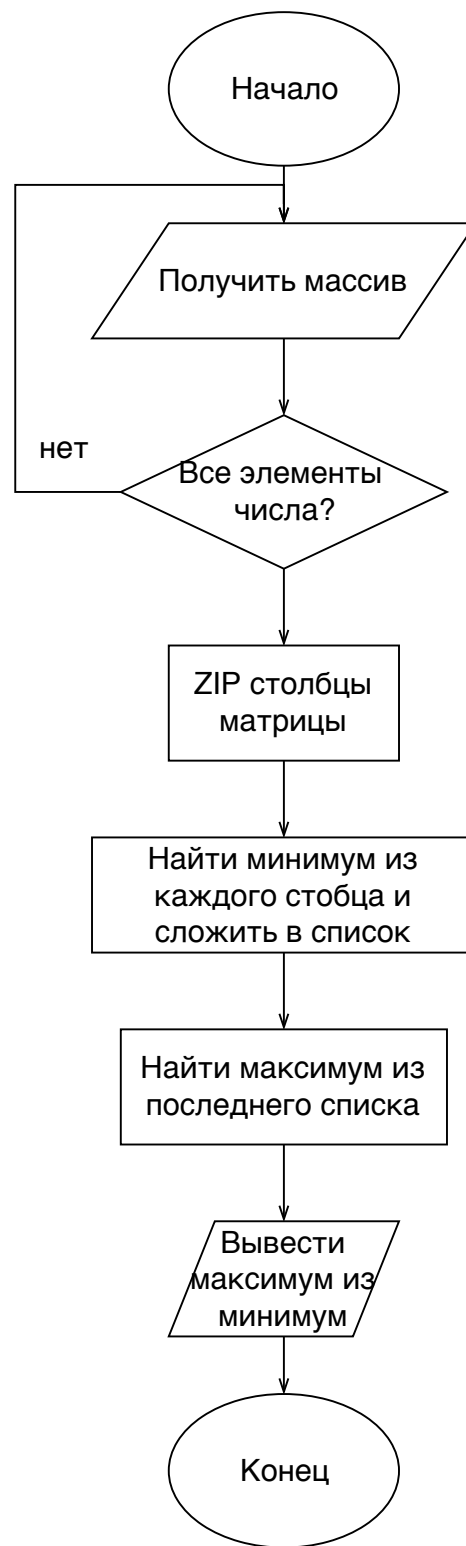 Начало
Получить массив
нет
Все элементы
числа?
ZIP столбцы
матрицы
Найти минимум из
каждого стобца и
сложить в список
Найти максимум из
последнего списка
Вывести
максимум из
минимум
Конец